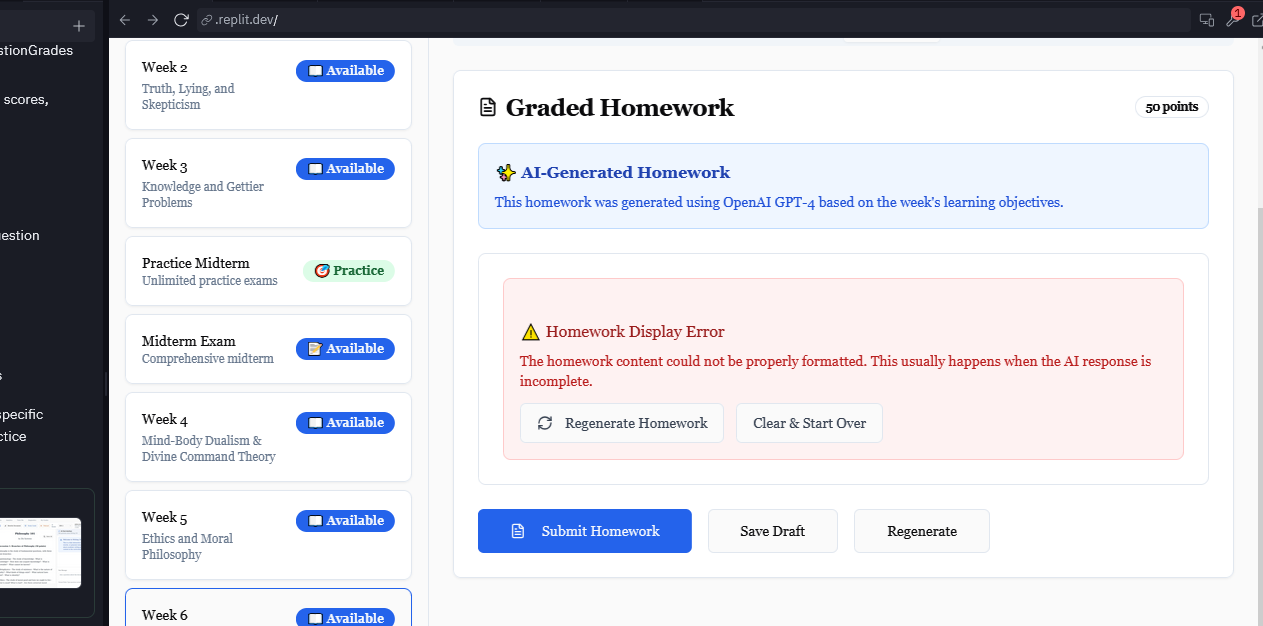 .replit.dev/
1
stionGrades
scores,
estion
s
specific
ctice
Week 2
Available
Truth, Lying, and
Skepticism
Week 3
Available
Knowledge and Gettier
Problems
Practice Midterm
Practice
Unlimited practice exams
Midterm Exam
Available
Comprehensive midterm
Week 4
Available
Mind-Body Dualism &
Divine Command Theory
Week 5
Available
Ethics and Moral
Philosophy
Week 6
Available
Graded Homework
50 points
AI-Generated Homework
This homework was generated using OpenAI GPT-4 based on the week's learning objectives.
Homework Display Error
The homework content could not be properly formatted. This usually happens when the AI response is
incomplete.
Regenerate Homework
Clear & Start Over
Submit Homework
Save Draft
Regenerate